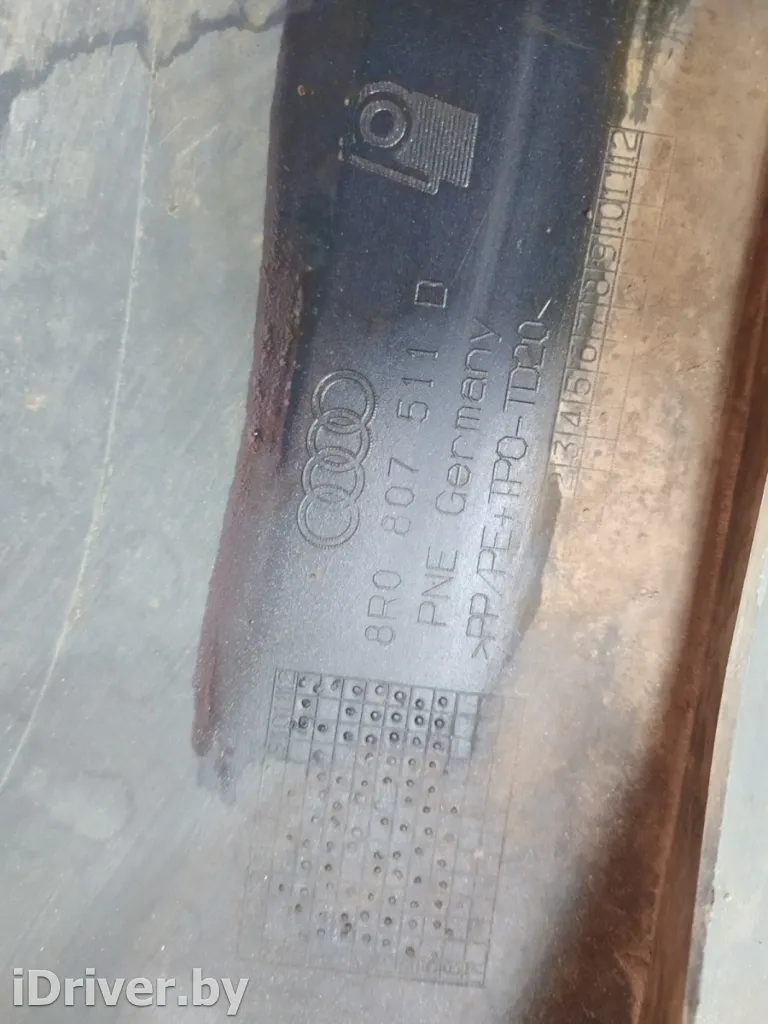 8R0 807 511 D
PNE Germany
>PP/PE+TPO-TD20<
2 3 4 5 6 7 8 9 10 11 12
iDriver.by